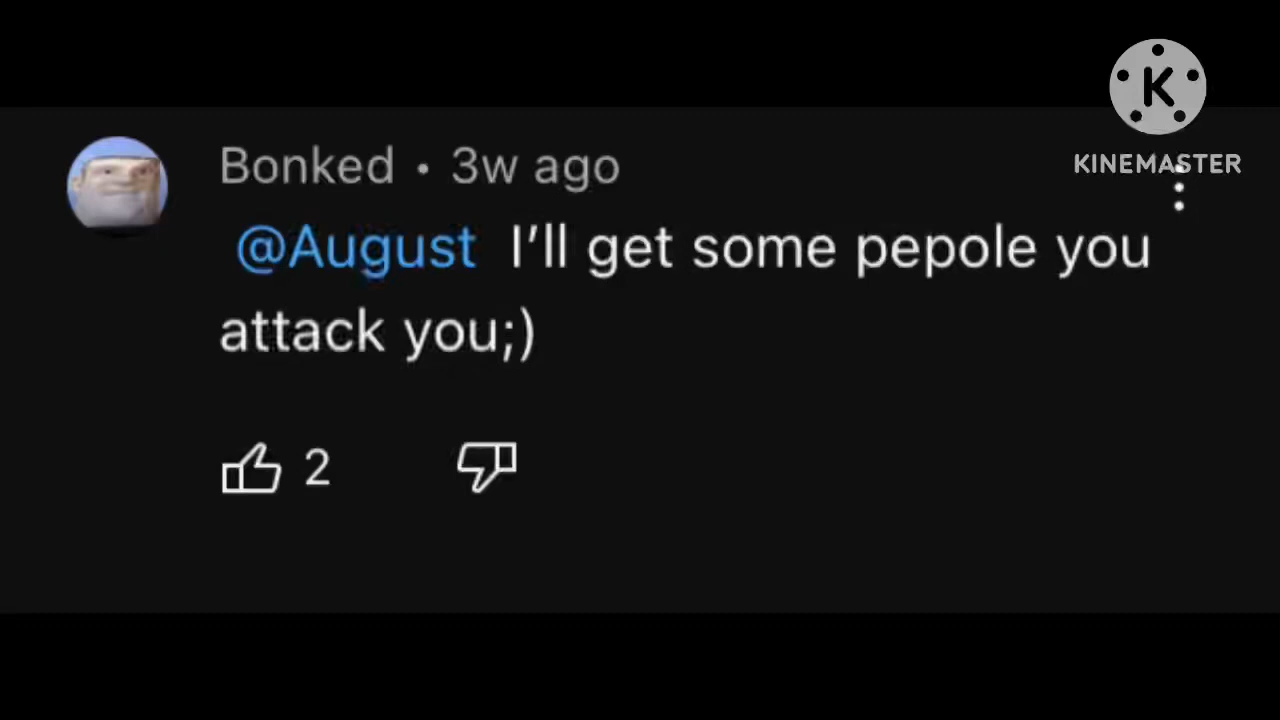 K
KINEMASTER
Bonked • 3w ago
@August I’ll get some pepole you
attack you;)
2